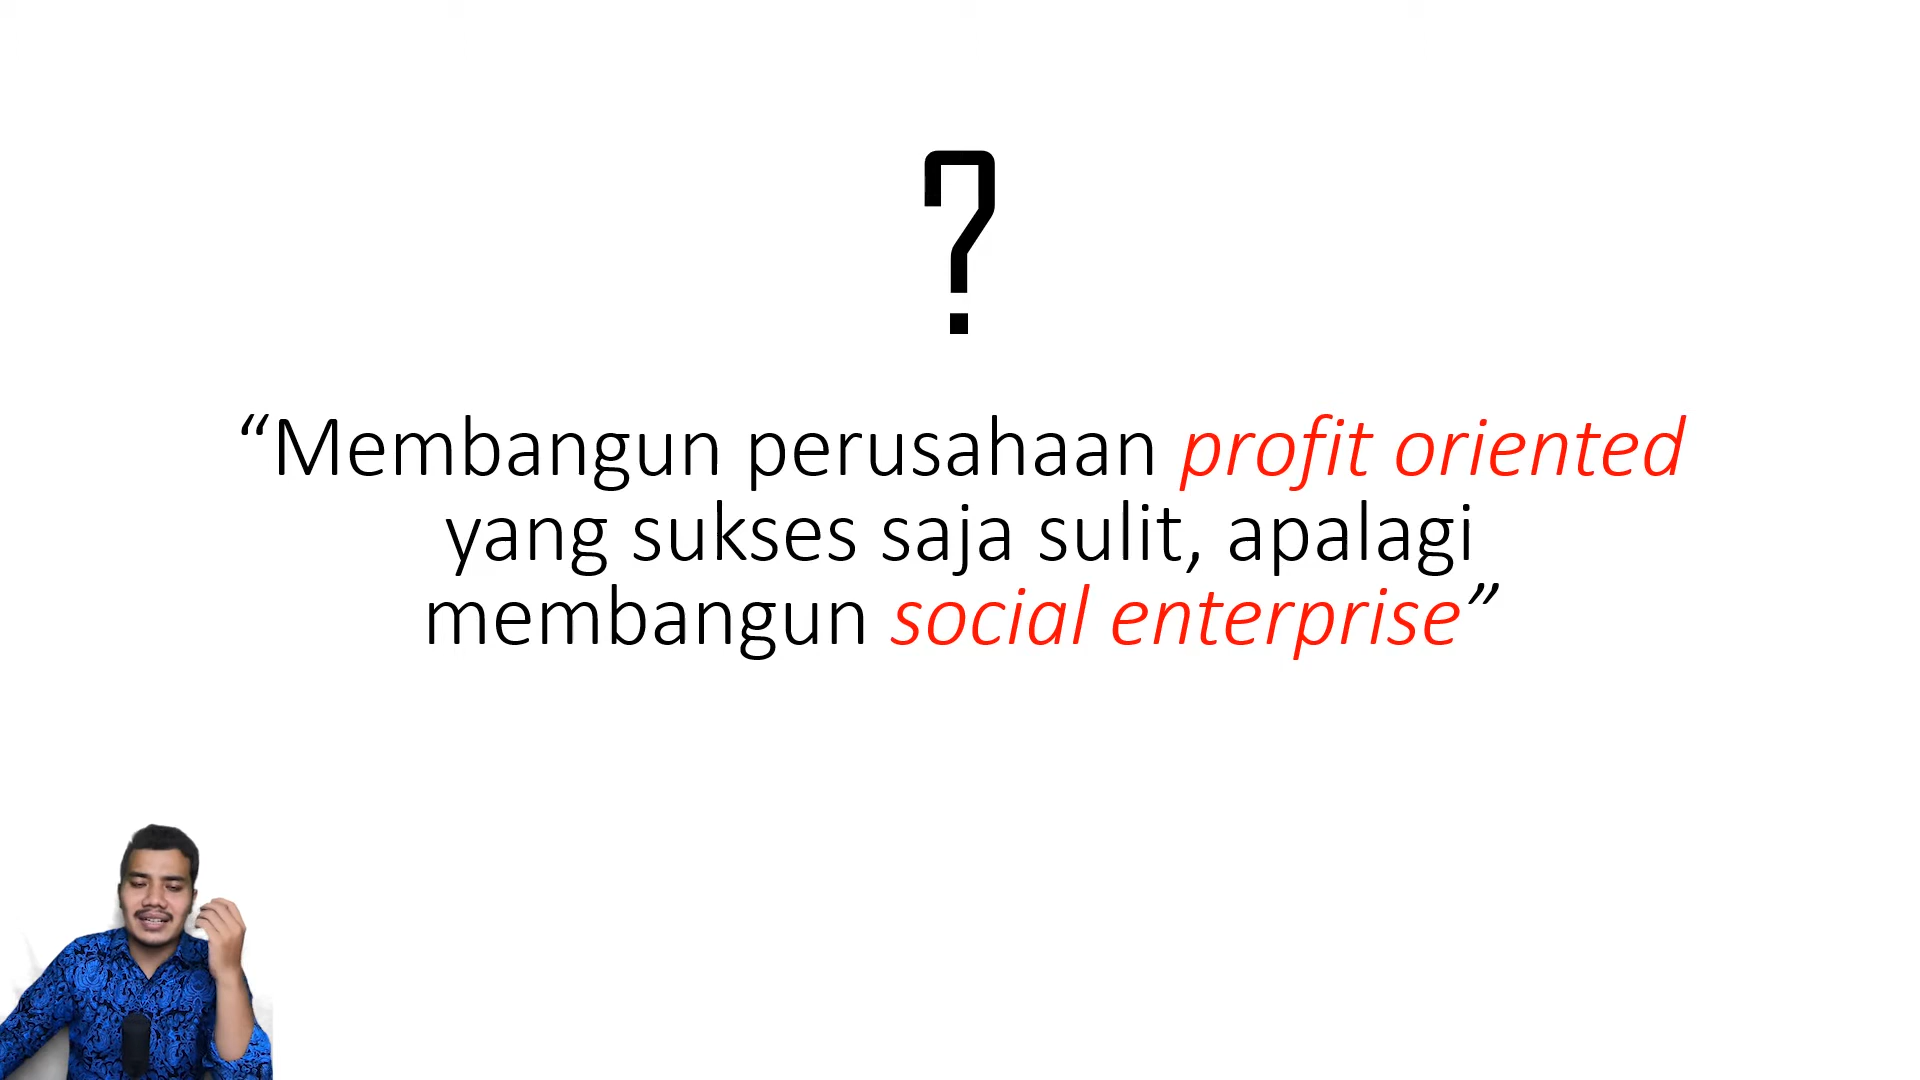 ?
“Membangun perusahaan profit oriented
yang sukses saja sulit, apalagi
membangun social enterprise”